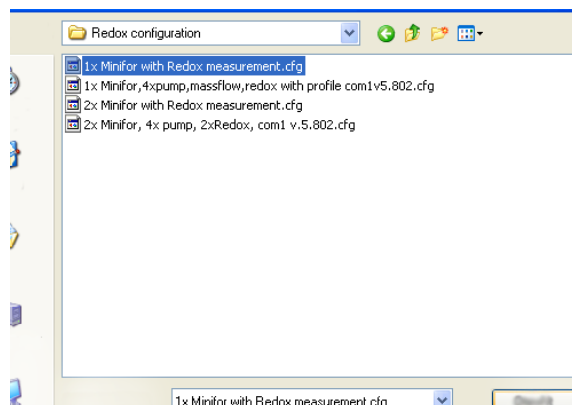 Redox configuration
1x Minifor with Redox measurement.cfg
1x Minifor,4xpump,massflow,redox with profile com1v5.802.cfg
2x Minifor with Redox measurement.cfg
2x Minifor, 4x pump, 2xRedox, com1 v.5.802.cfg
1x Minifor with Redox measurement.cfg